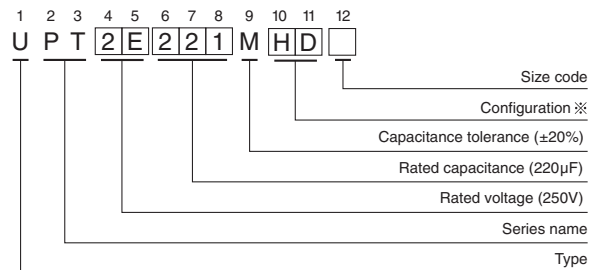 1 2 3 4 5 6 7 8 9 10 11 12
U P T 2 E 2 2 1 M H D
Size code
Configuration ※
Capacitance tolerance (±20%)
Rated capacitance (220µF)
Rated voltage (250V)
Series name
Type